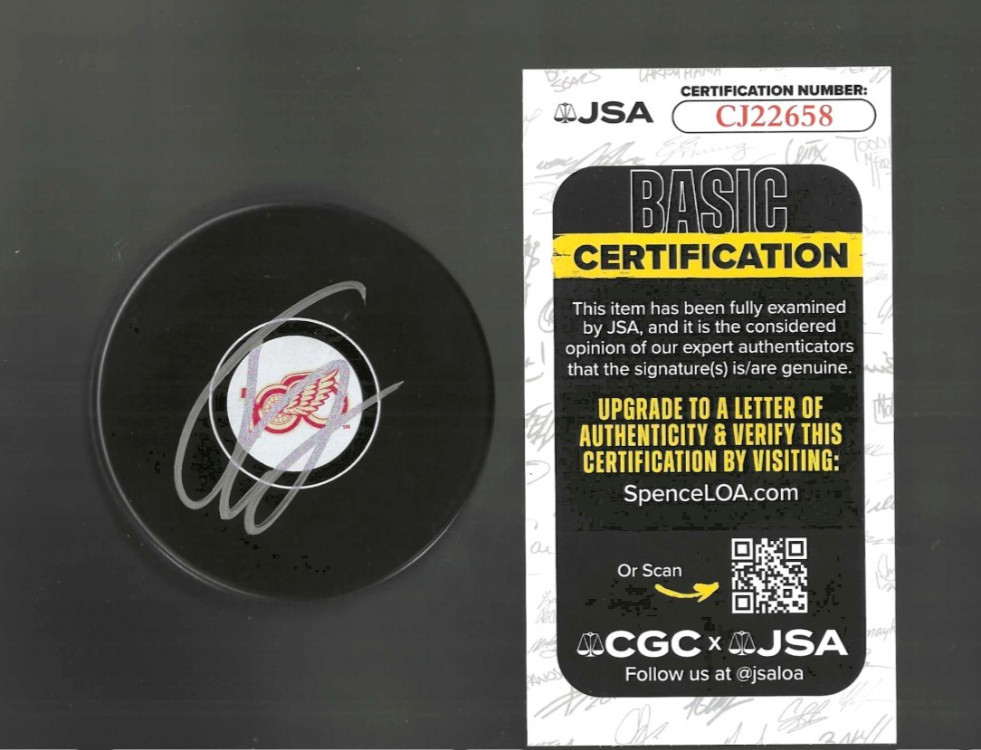 JSA
CERTIFICATION NUMBER:
CJ22658
BASIC
CERTIFICATION
This item has been fully examined
by JSA, and it is the considered
opinion of our expert authenticators
that the signature(s) is/are genuine.
UPGRADE TO A LETTER OF
AUTHENTICITY & VERIFY THIS
CERTIFICATION BY VISITING:
SpenceLOA.com
Or Scan
CGC x JSA
Follow us at @jsaloa